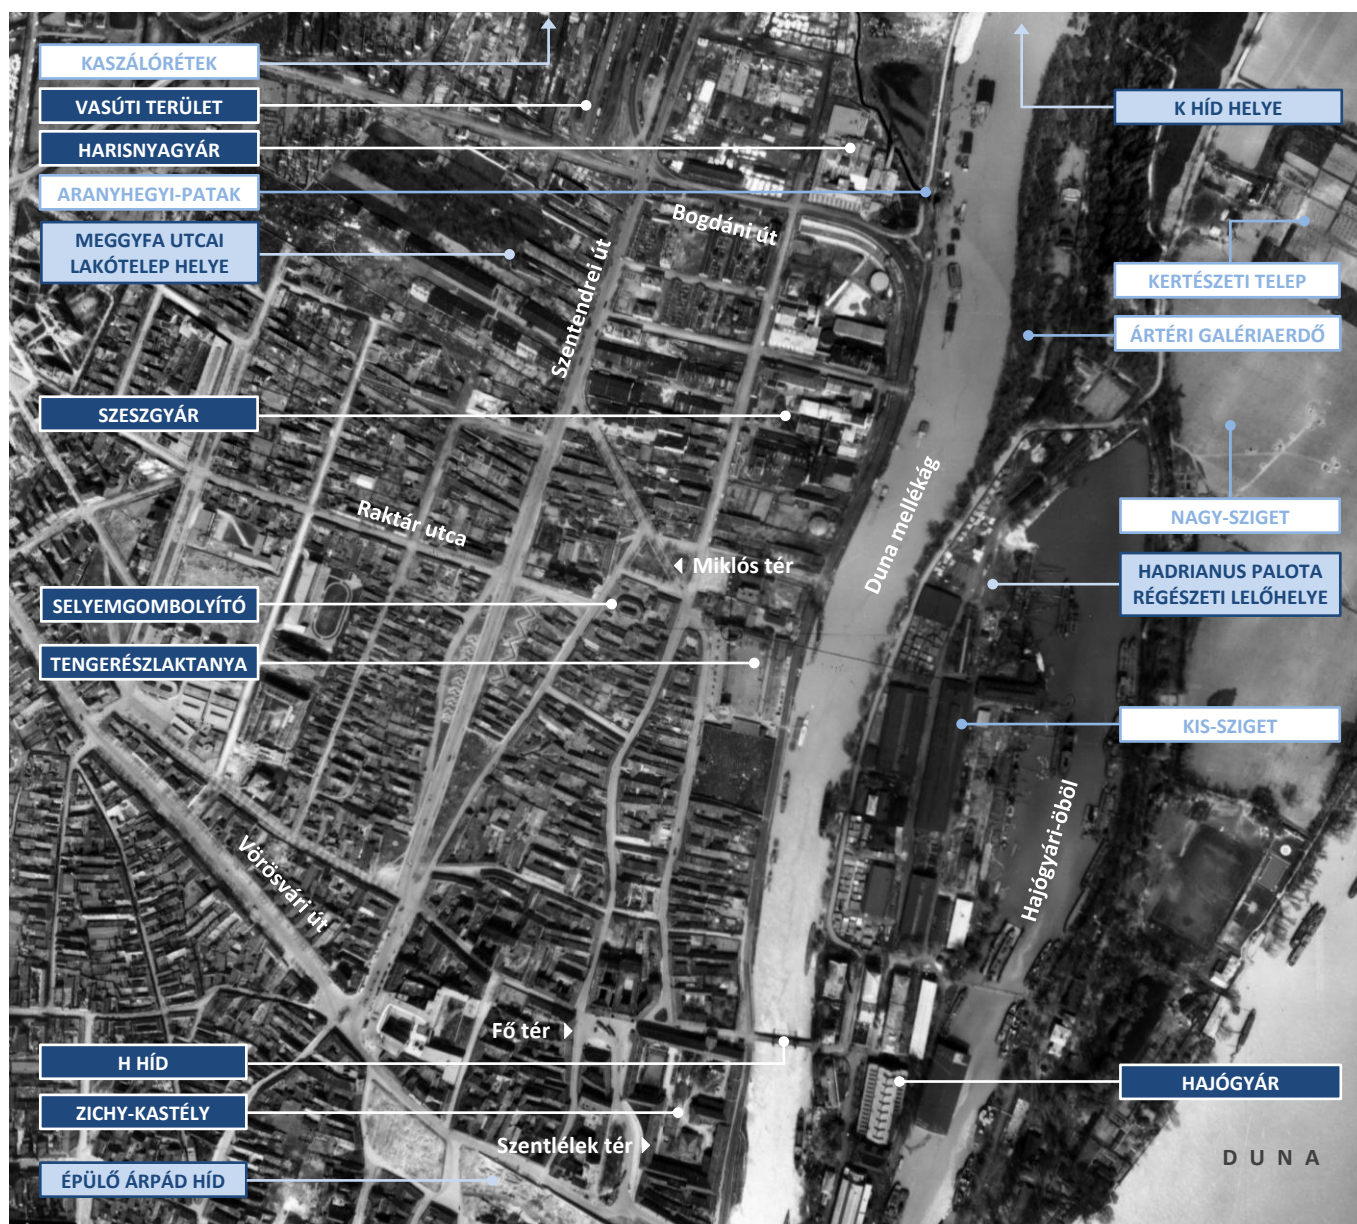 KASZÁLÓRÉTEK
VASÚTI TERÜLET
K HÍD HELYE
HARISNYAGYÁR
ARANYHEGYI-PATAK
Bogdáni út
MEGGYFA UTCAI
LAKÓTELEP HELYE
KERTÉSZETI TELEP
Szentendrei út
ÁRTÉRI GALÉRIAERDŐ
SZESZGYÁR
Duna mellékág
NAGY-SZIGET
Raktár utca
Miklós tér
HADRIANUS PALOTA
RÉGÉSZETI LELŐHELYE
SELYEMGOMBOLYÍTÓ
TENGERÉSZLAKTANYA
KIS-SZIGET
Hajógyári-öböl
Vörösvári út
Fő tér
H HÍD
HAJÓGYÁR
ZICHY-KASTÉLY
Szentlélek tér
DUNA
ÉPÜLŐ ÁRPÁD HÍD